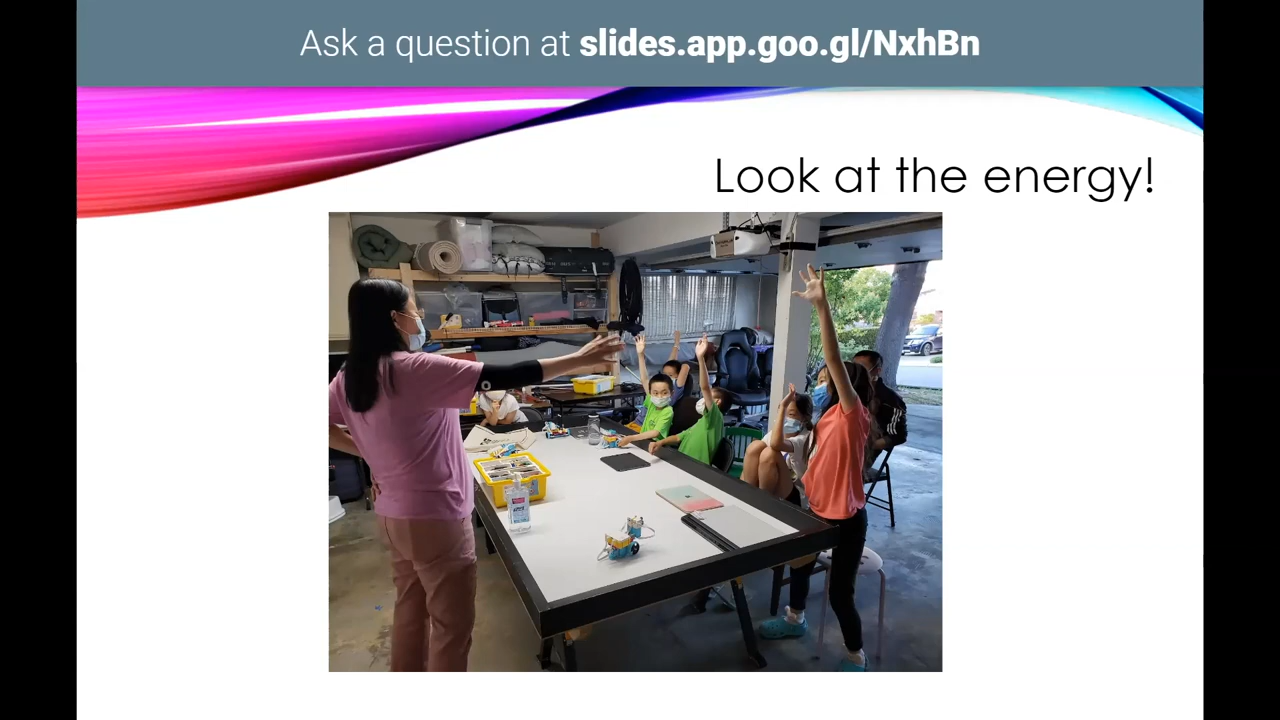 Ask a question at slides.app.goo.gl/NxhBn
Look at the energy!